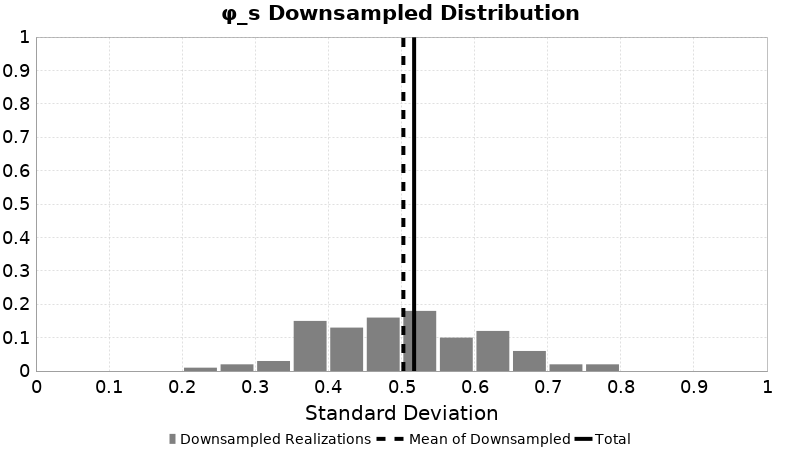 φ_s Downsampled Distribution
1
0.9
0.8
0.7
0.6
0.5
0.4
0.3
0.2
0.1
0
0 0.1 0.2 0.3 0.4 0.5 0.6 0.7 0.8 0.9 1
Standard Deviation
Downsampled Realizations Mean of Downsampled Total